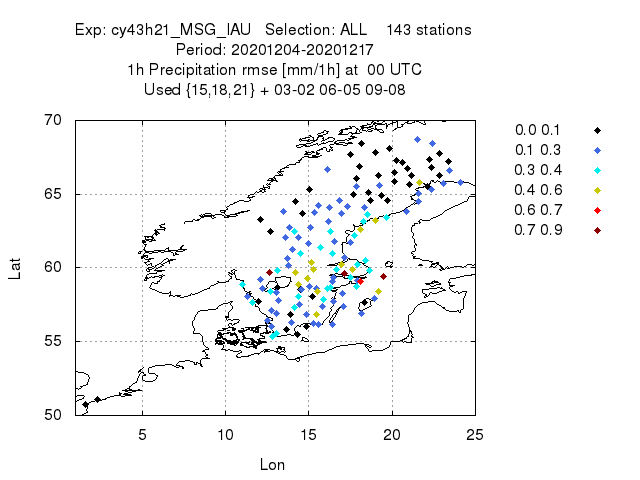 Exp: cy43h21_MSG_IAU Selection: ALL 143 stations
Period: 20201204-20201217
1h Precipitation rmse [mm/1h] at 00 UTC
Used {15,18,21} + 03-02 06-05 09-08
70
65
60
55
50
Lat
5 10 15 20 25
Lon
0.0 0.1
0.1 0.3
0.3 0.4
0.4 0.6
0.6 0.7
0.7 0.9